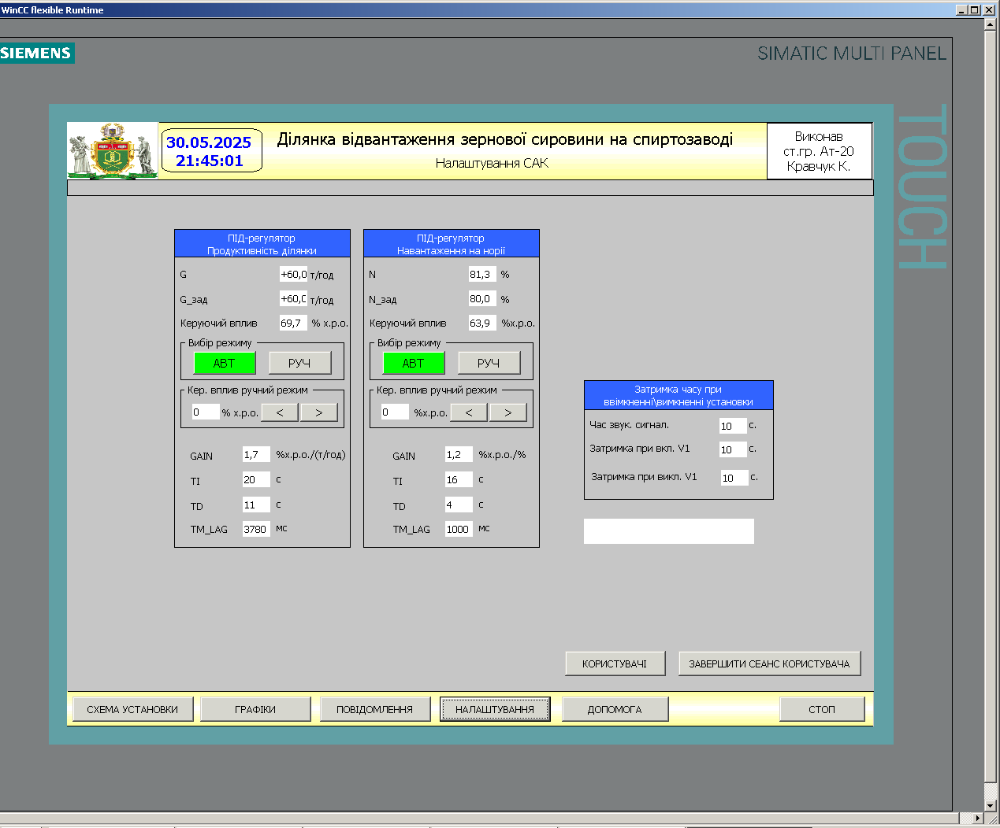 WinCC flexible Runtime
SIEMENS
SIMATIC MULTI PANEL
TOUCH
30.05.2025
21:45:01
Ділянка відвантаження зернової сировини на спиртозаводі
Налаштування САК
Виконав
ст.гр. Ат-20
Кравчук К.
ПІД-регулятор
Продуктивність ділянки
G +60,0 т/год
G_зад +60,0 т/год
Керуючий вплив 69,7 % х.р.о.
Вибір режиму
АВТ РУЧ
Кер. вплив ручний режим
0 % х.р.о. < >
GAIN 1,7 %х.р.о./(т/год)
TI 20 с
TD 11 с
TM_LAG 3780 мс
ПІД-регулятор
Навантаження на норії
N 81,3 %
N_зад 80,0 %
Керуючий вплив 63,9 %х.р.о.
Вибір режиму
АВТ РУЧ
Кер. вплив ручний режим
0 %х.р.о. < >
GAIN 1,2 %х.р.о./%
TI 16 с
TD 4 с
TM_LAG 1000 мс
Затримка часу при
ввімкненні\вимкненні установки
Час звук. сигнал. 10 с.
Затримка при вкл. V1 10 с.
Затримка при викл. V1 10 с.
КОРИСТУВАЧІ ЗАВЕРШИТИ СЕАНС КОРИСТУВАЧА
СХЕМА УСТАНОВКИ ГРАФІКИ ПОВІДОМЛЕННЯ НАЛАШТУВАННЯ ДОПОМОГА СТОП